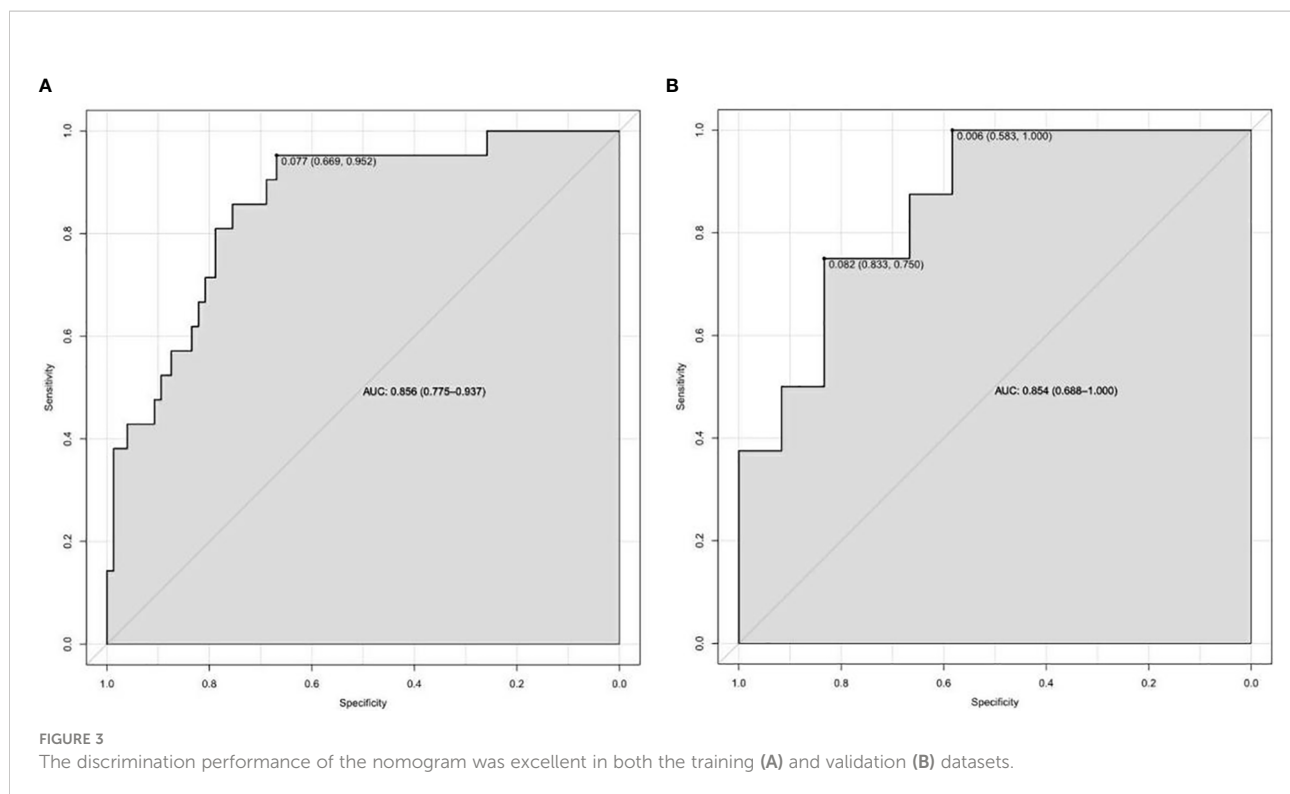 A
B
1.0
0.8
0.6
0.4
0.2
0.0
Sensitivity
0.077 (0.669, 0.952)
AUC: 0.856 (0.775–0.937)
1.0
0.8
0.6
0.4
0.2
0.0
Specificity
1.0
0.8
0.6
0.4
0.2
0.0
Sensitivity
0.006 (0.583, 1.000)
0.082 (0.833, 0.750)
AUC: 0.854 (0.688–1.000)
1.0
0.8
0.6
0.4
0.2
0.0
Specificity
FIGURE 3
The discrimination performance of the nomogram was excellent in both the training (A) and validation (B) datasets.